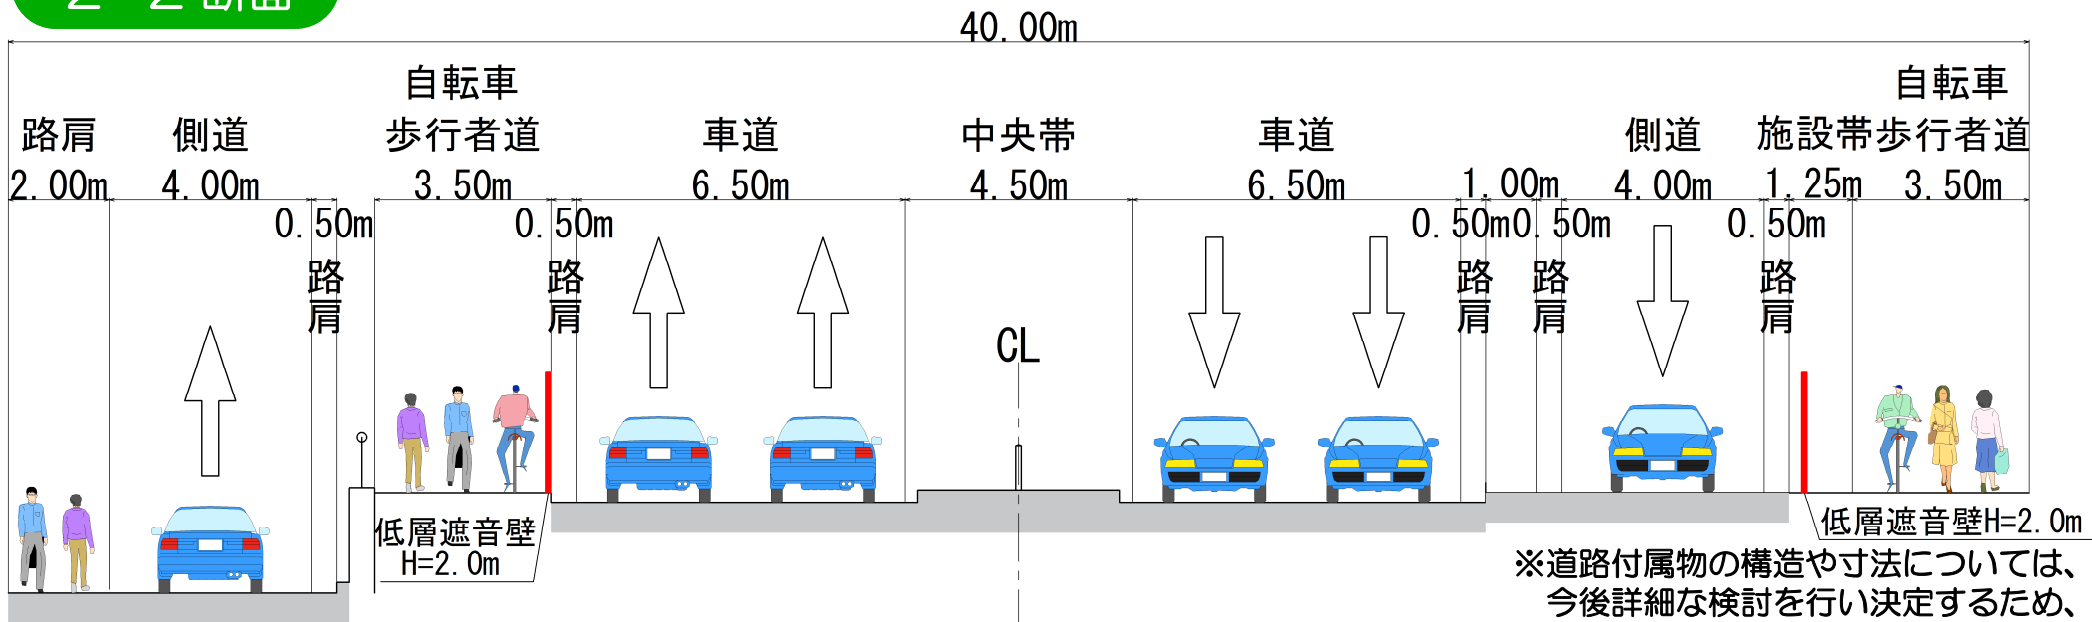 2-2断面
40.00m
路肩
2.00m
側道
4.00m
0.50m
路肩
自転車
歩行者道
3.50m
0.50m
路肩
車道
6.50m
中央帯
4.50m
車道
6.50m
0.50m
路肩
1.00m
0.50m
路肩
側道
4.00m
0.50m
路肩
施設帯
1.25m
自転車
歩行者道
3.50m
CL
低層遮音壁
H=2.0m
低層遮音壁H=2.0m
※道路付属物の構造や寸法については、
今後詳細な検討を行い決定するため、